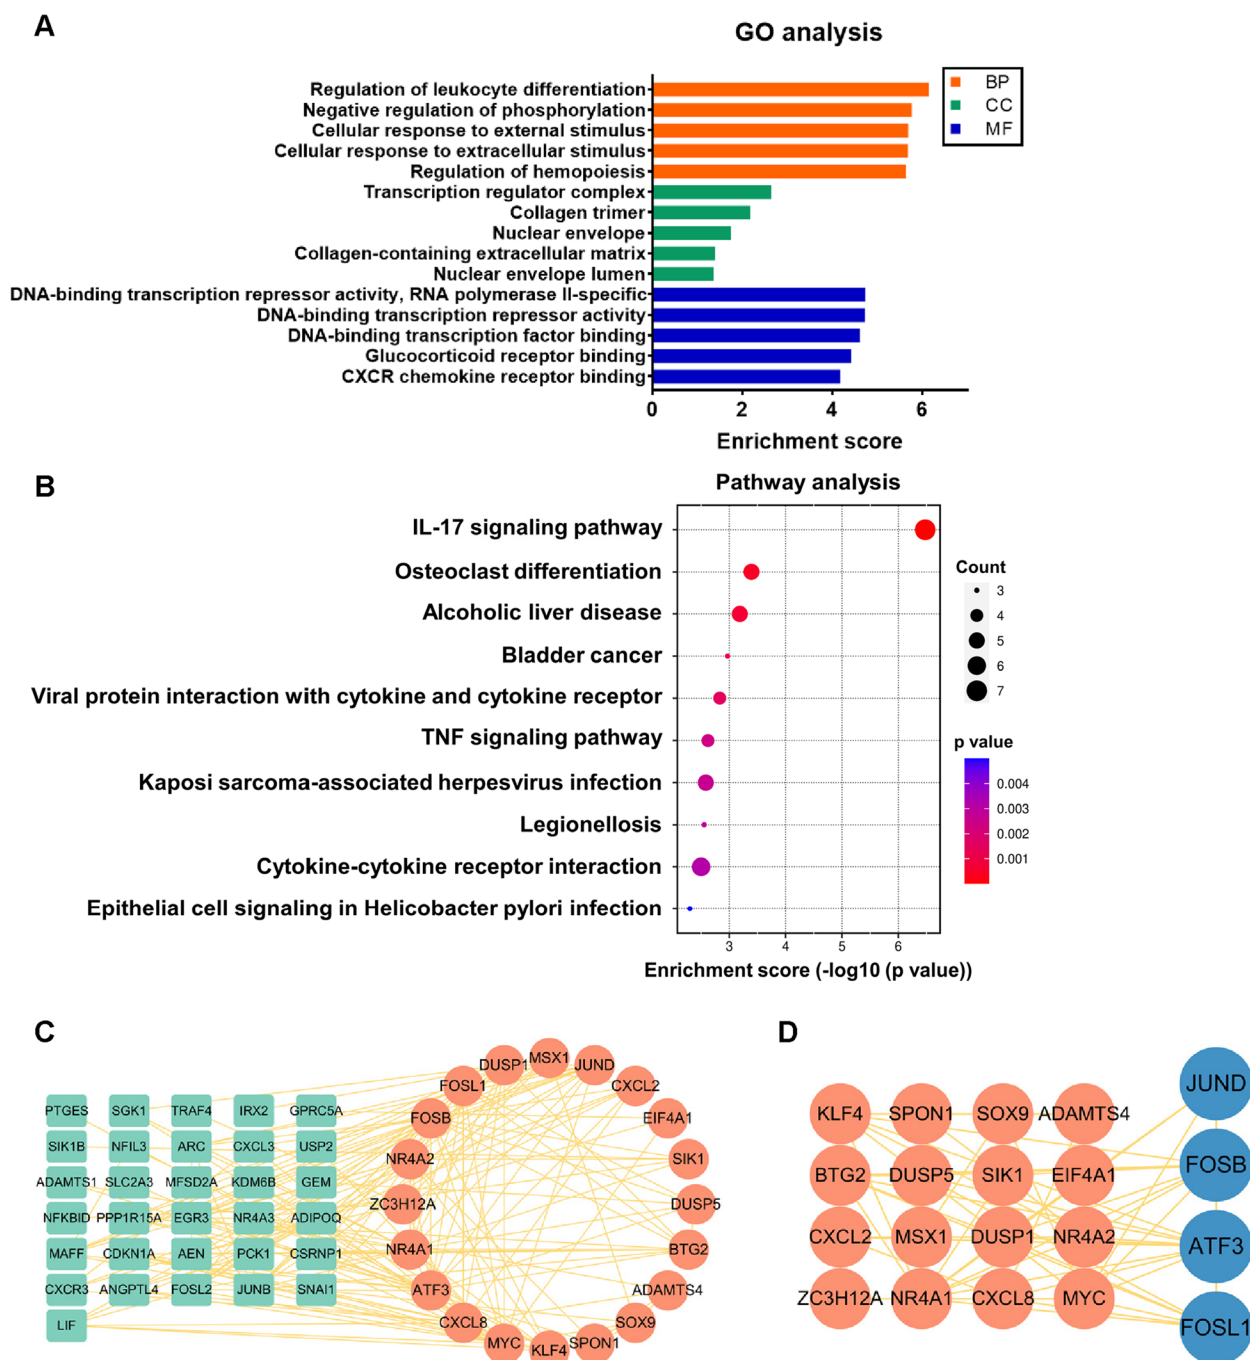 A
GO analysis
Regulation of leukocyte differentiation
Negative regulation of phosphorylation
Cellular response to external stimulus
Cellular response to extracellular stimulus
Regulation of hemopoiesis
Transcription regulator complex
Collagen trimer
Nuclear envelope
Collagen-containing extracellular matrix
Nuclear envelope lumen
DNA-binding transcription repressor activity, RNA polymerase II-specific
DNA-binding transcription repressor activity
DNA-binding transcription factor binding
Glucocorticoid receptor binding
CXCR chemokine receptor binding
BP
CC
MF
0 2 4 6
Enrichment score
B
Pathway analysis
IL-17 signaling pathway
Osteoclast differentiation
Alcoholic liver disease
Bladder cancer
Viral protein interaction with cytokine and cytokine receptor
TNF signaling pathway
Kaposi sarcoma-associated herpesvirus infection
Legionellosis
Cytokine-cytokine receptor interaction
Epithelial cell signaling in Helicobacter pylori infection
3 4 5 6
Enrichment score (-log10 (p value))
Count
3
4
5
6
7
p value
0.004
0.003
0.002
0.001
C
PTGES SGK1 TRAF4 IRX2 GPRC5A
SIK1B NFIL3 ARC CXCL3 USP2
ADAMTS1 SLC2A3 MFSD2A KDM6B GEM
NFKBID PPP1R15A EGR3 NR4A3 ADIPOQ
MAFF CDKN1A AEN PCK1 CSRNP1
CXCR3 ANGPTL4 FOSL2 JUNB SNAI1
LIF
MSX1
JUND
CXCL2
EIF4A1
SIK1
DUSP5
BTG2
ADAMTS4
SOX9
SPON1
KLF4
MYC
CXCL8
ATF3
NR4A1
ZC3H12A
NR4A2
FOSB
FOSL1
DUSP1
D
KLF4 SPON1 SOX9 ADAMTS4
BTG2 DUSP5 SIK1 EIF4A1
CXCL2 MSX1 DUSP1 NR4A2
ZC3H12A NR4A1 CXCL8 MYC
JUND
FOSB
ATF3
FOSL1